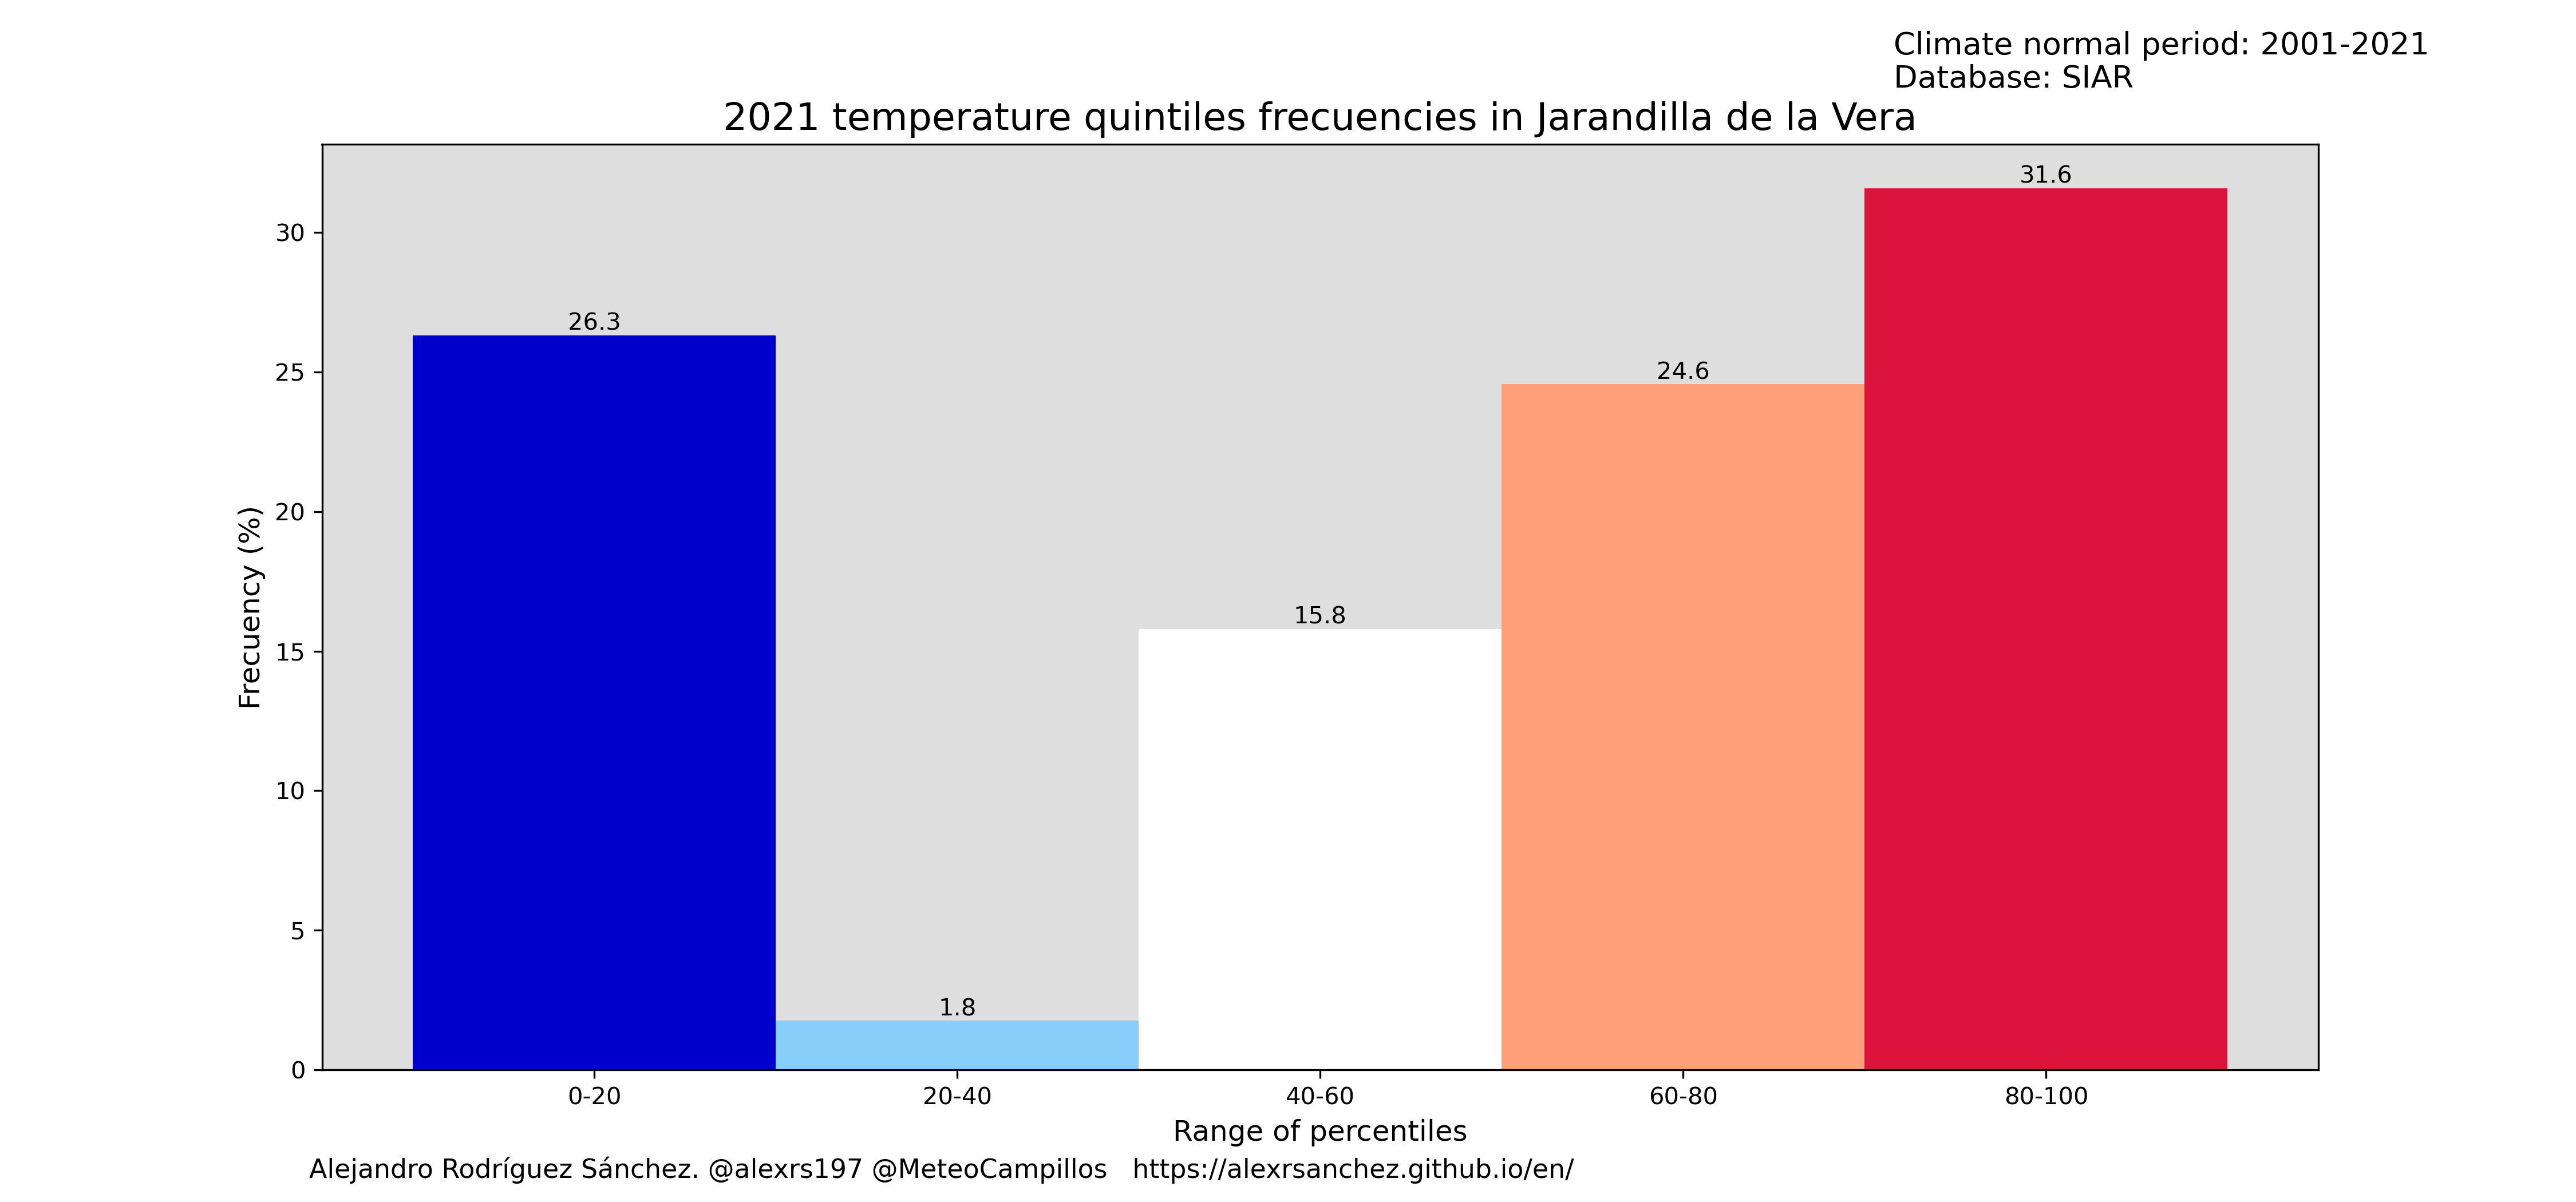 Climate normal period: 2001-2021
Database: SIAR
2021 temperature quintiles frecuencies in Jarandilla de la Vera
31.6
30
26.3
25
24.6
20
15.8
15
10
5
1.8
0
Frecuency (%)
0-20 20-40 40-60 60-80 80-100
Range of percentiles
Alejandro Rodríguez Sánchez. @alexrs197 @MeteoCampillos https://alexrsanchez.github.io/en/